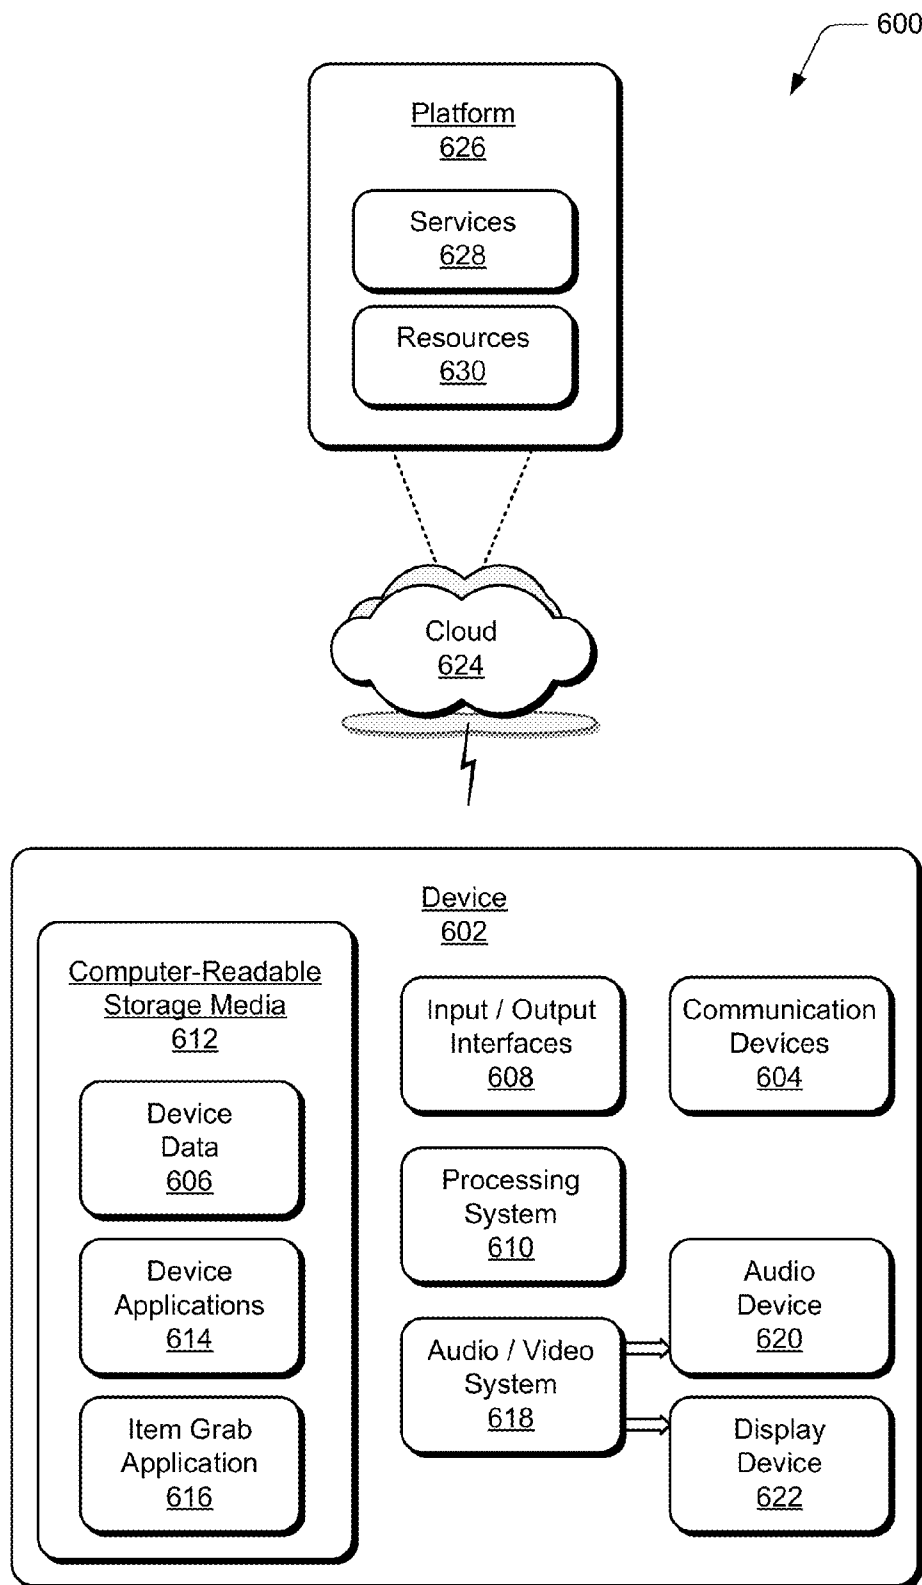 600
Platform
626
Services
628
Resources
630
Cloud
624
Device
602
Computer-Readable
Storage Media
612
Device
Data
606
Device
Applications
614
Item Grab
Application
616
Input / Output
Interfaces
608
Communication
Devices
604
Processing
System
610
Audio / Video
System
618
Audio
Device
620
Display
Device
622